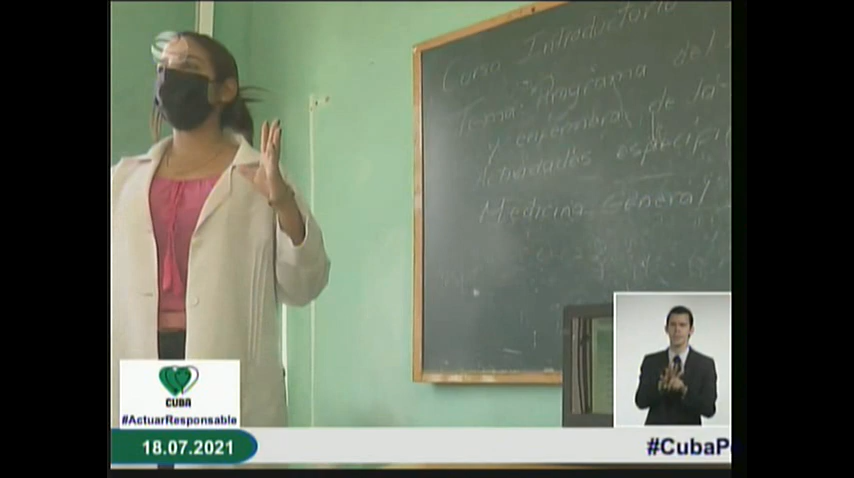 Curso Introductorio
Tema: Programa del
y enfermeras de la
Actividades específi
Medicina General
CUBA
#ActuarResponsable
18.07.2021
#CubaP